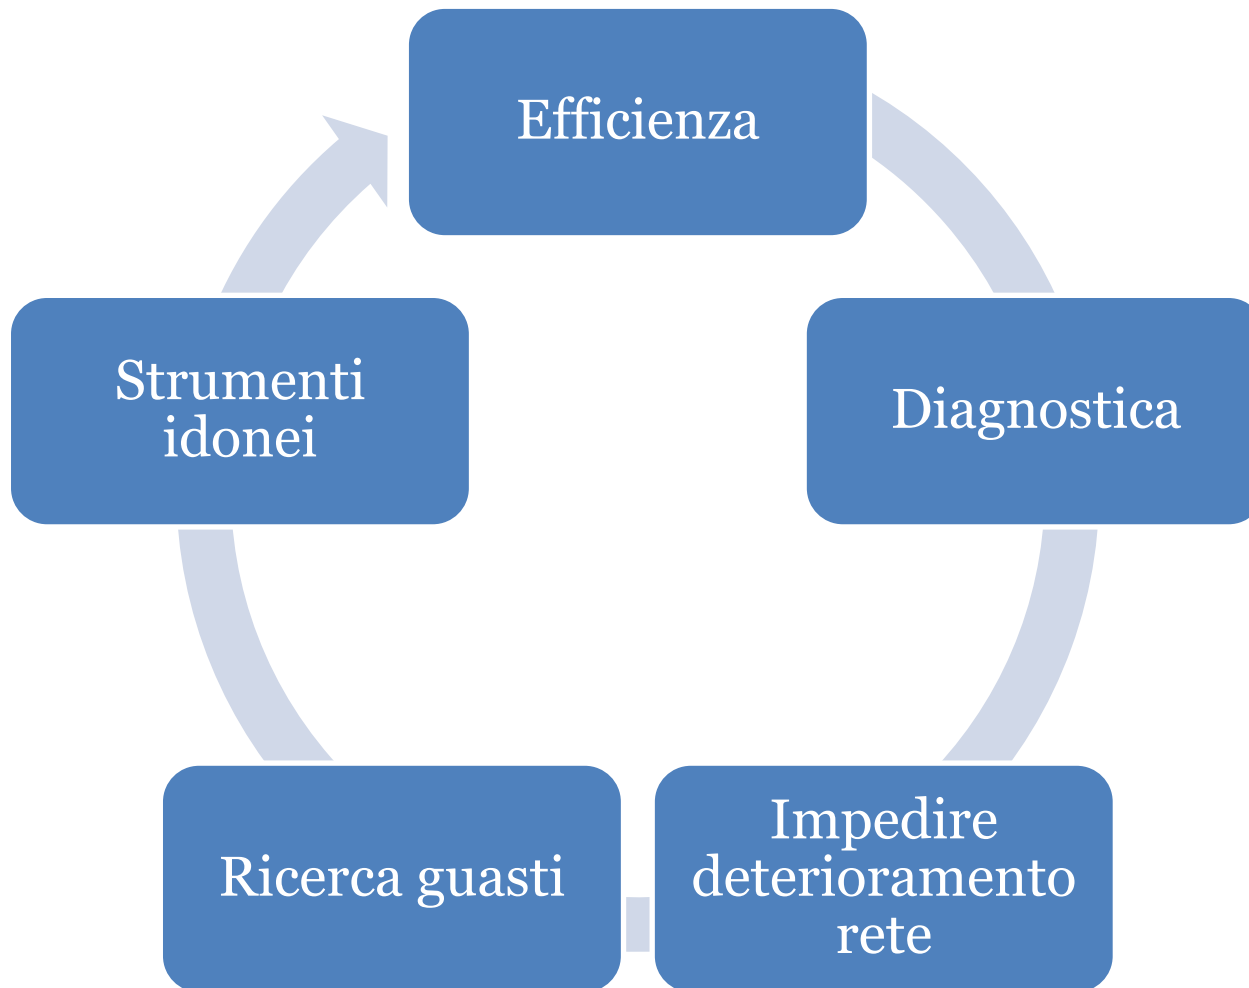 Efficienza
Strumenti
idonei
Diagnostica
Ricerca guasti
Impedire
deterioramento
rete